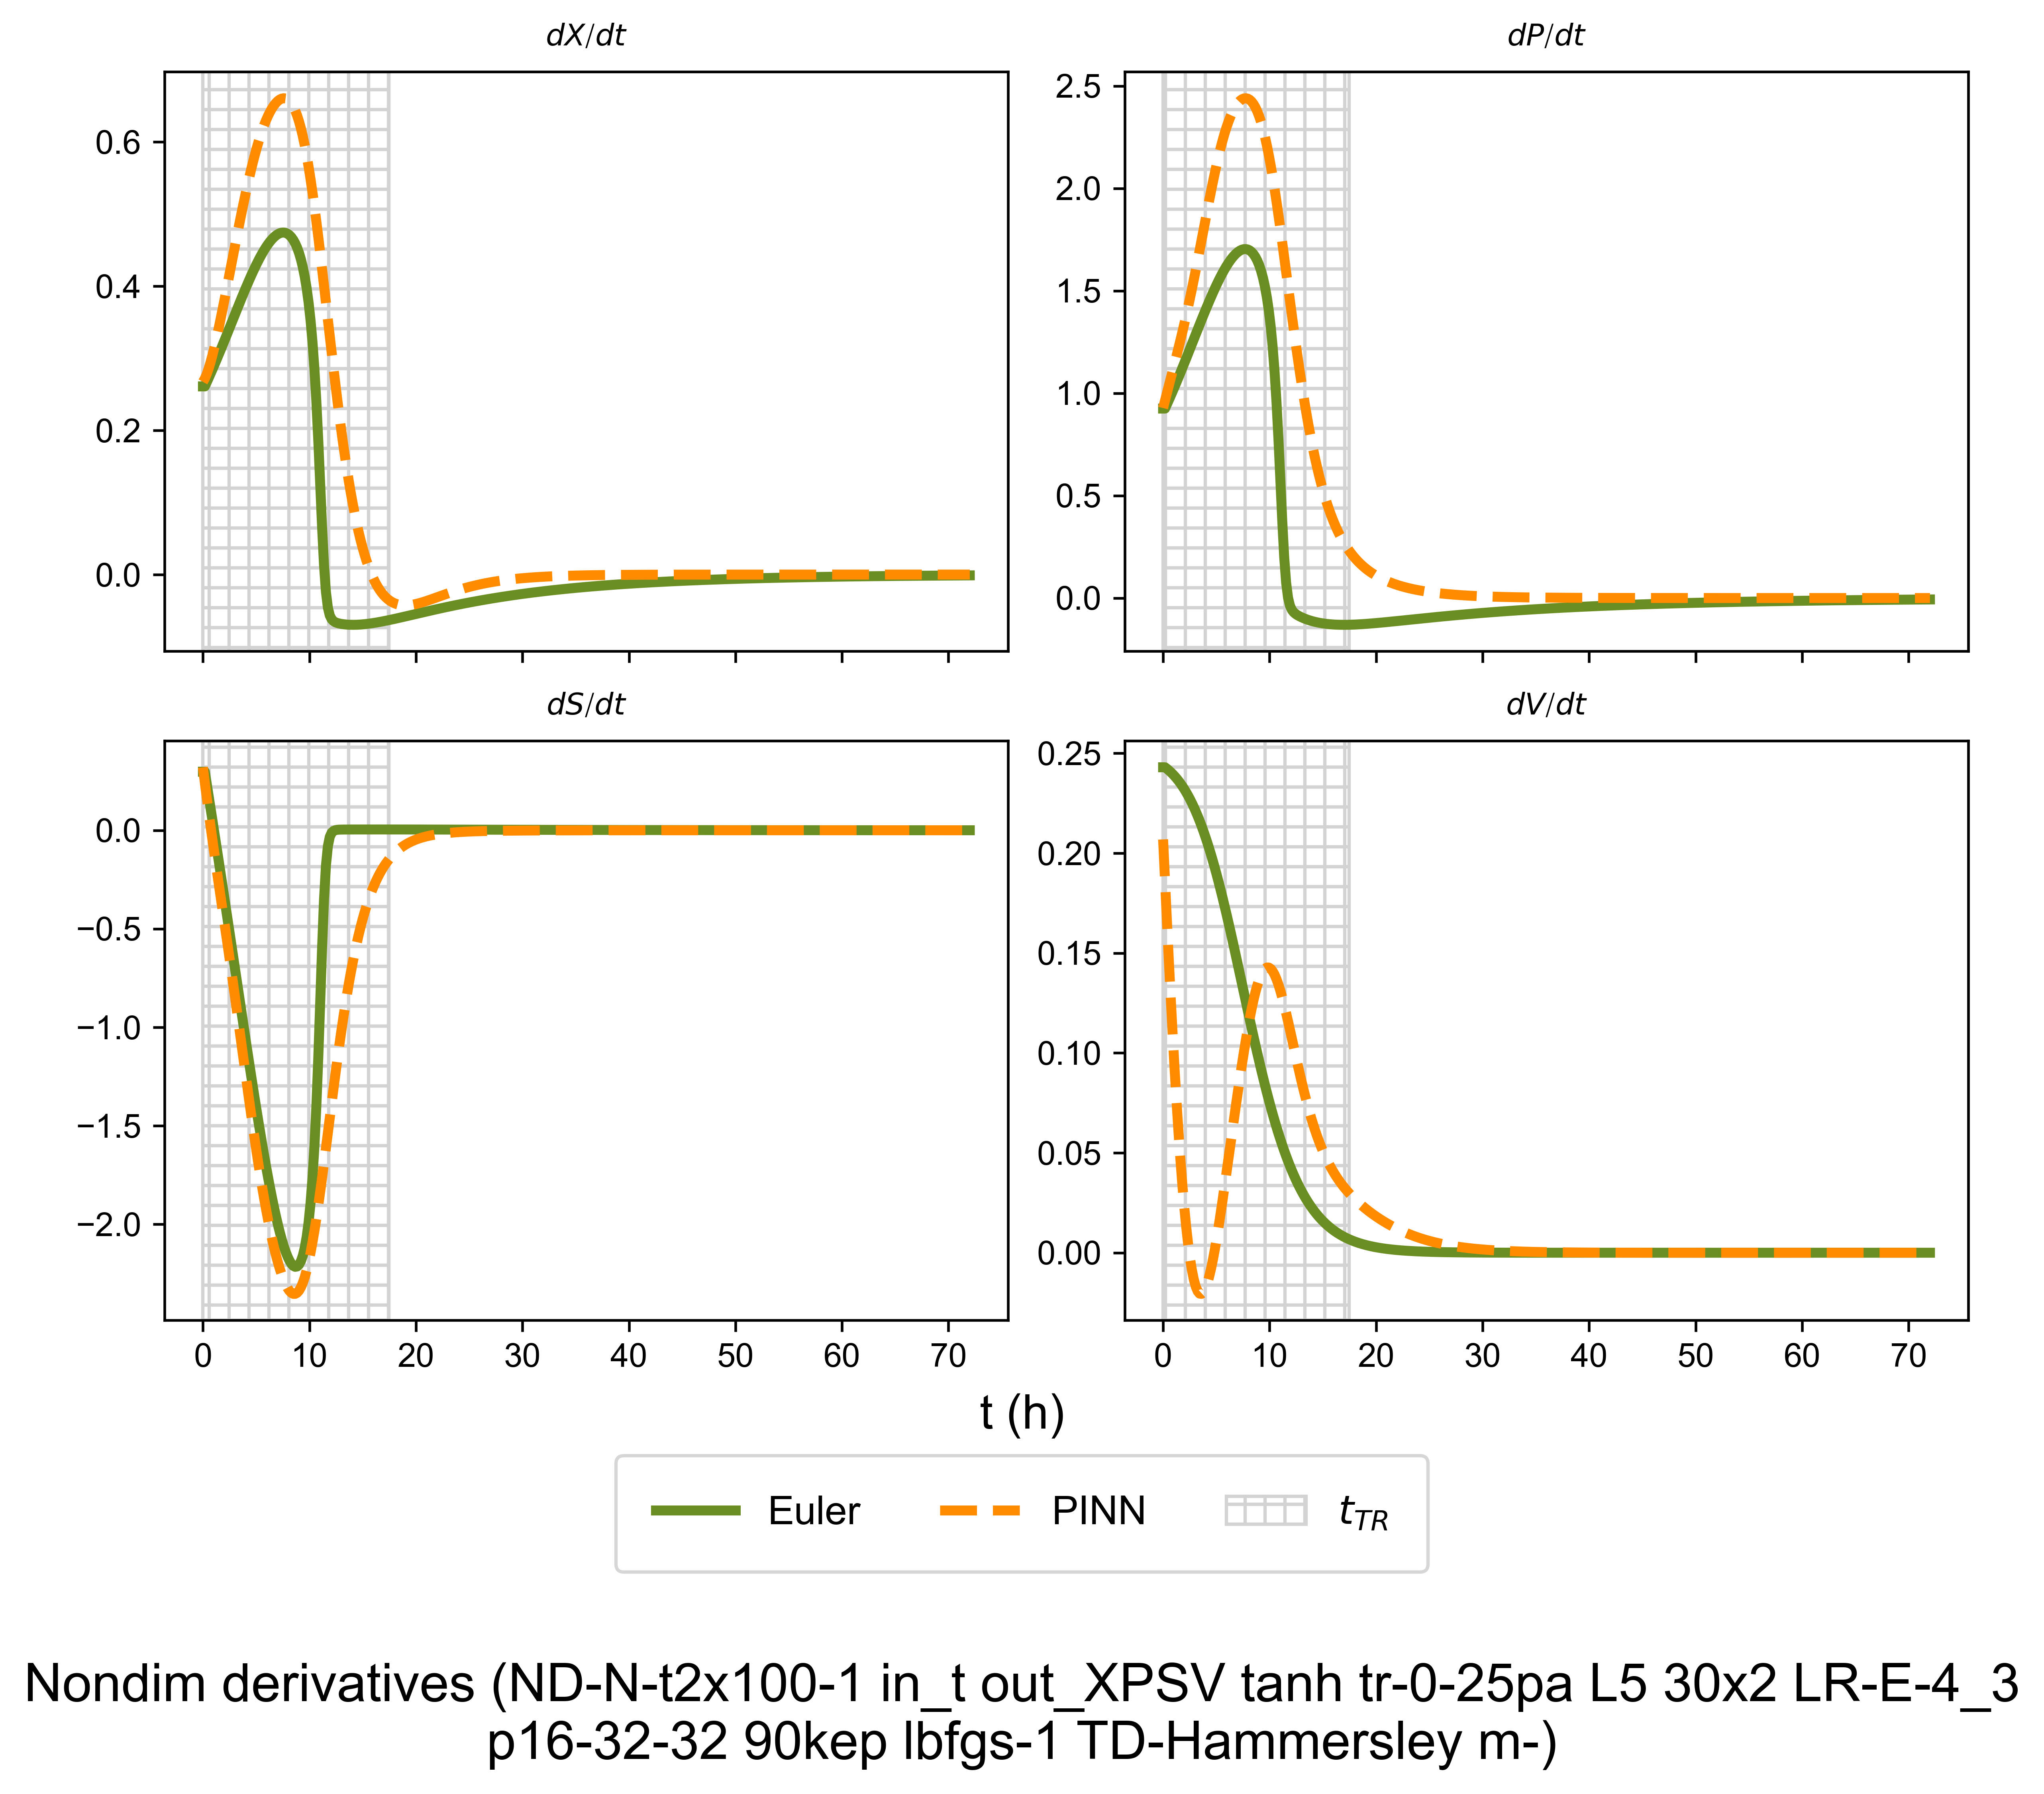 dX/dt
dP/dt
0.6
0.4
0.2
0.0
2.5
2.0
1.5
1.0
0.5
0.0
dS/dt
dV/dt
0.0
−0.5
−1.0
−1.5
−2.0
0.25
0.20
0.15
0.10
0.05
0.00
0 10 20 30 40 50 60 70
0 10 20 30 40 50 60 70
t (h)
Euler PINN t_TR
Nondim derivatives (ND-N-t2x100-1 in_t out_XPSV tanh tr-0-25pa L5 30x2 LR-E-4_3
p16-32-32 90kep lbfgs-1 TD-Hammersley m-)